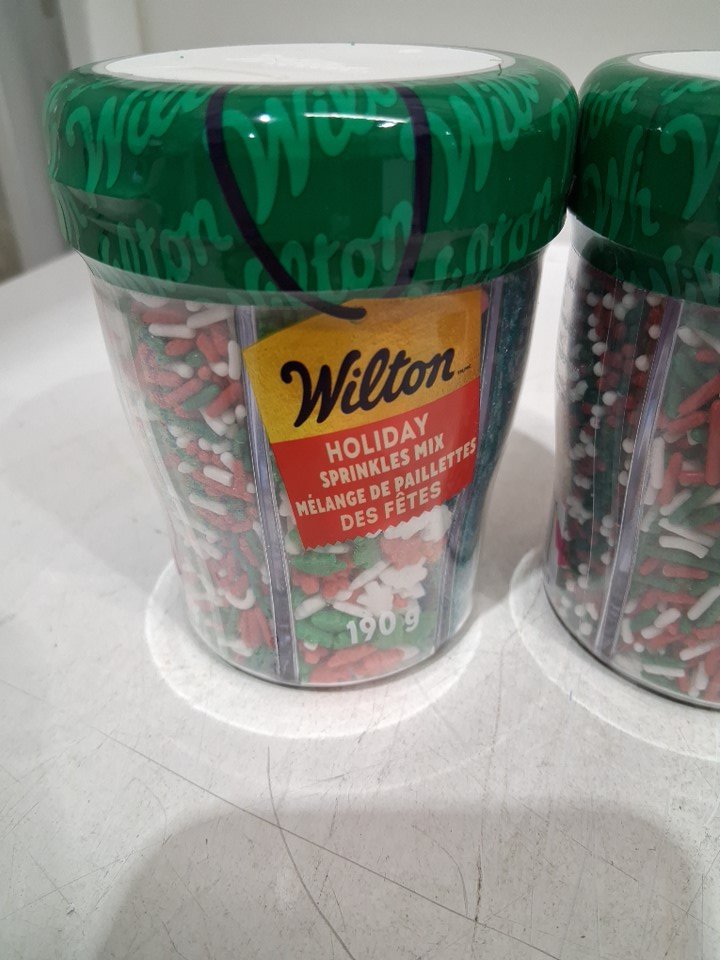 Wilton
HOLIDAY
SPRINKLES MIX
MÉLANGE DE PAILLETTES
DES FÊTES
190 g